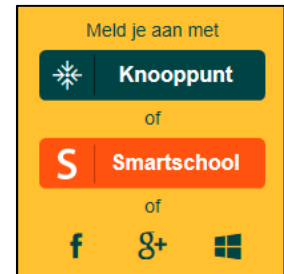 Meld je aan met
Knooppunt
of
S Smartschool
of
f g+